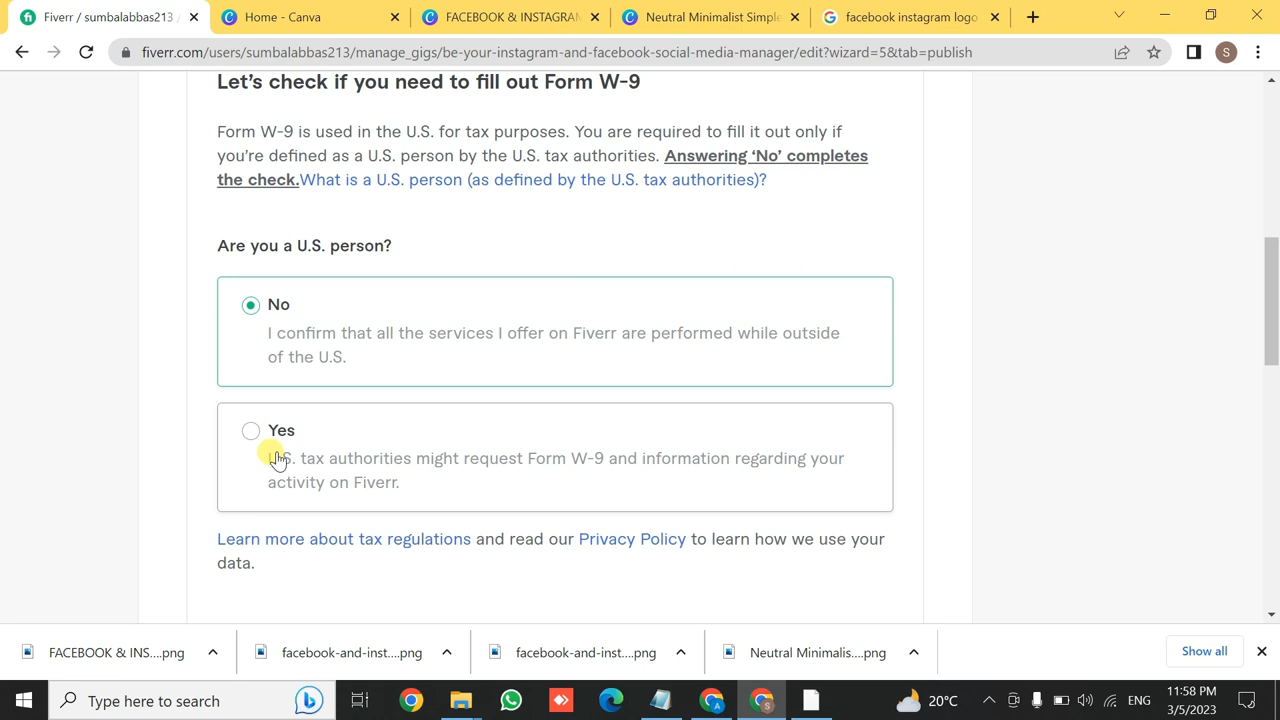 Fiverr / sumbalabbas213 /
Home - Canva
FACEBOOK & INSTAGRAM
Neutral Minimalist Simple
facebook instagram logo
fiverr.com/users/sumbalabbas213/manage_gigs/be-your-instagram-and-facebook-social-media-manager/edit?wizard=5&tab=publish
S
Let's check if you need to fill out Form W-9
Form W-9 is used in the U.S. for tax purposes. You are required to fill it out only if
you're defined as a U.S. person by the U.S. tax authorities. Answering 'No' completes
the check.What is a U.S. person (as defined by the U.S. tax authorities)?
Are you a U.S. person?
No
I confirm that all the services I offer on Fiverr are performed while outside
of the U.S.
Yes
U.S. tax authorities might request Form W-9 and information regarding your
activity on Fiverr.
Learn more about tax regulations and read our Privacy Policy to learn how we use your
data.
FACEBOOK & INS....png
facebook-and-inst....png
facebook-and-inst....png
Neutral Minimalis....png
Show all
Type here to search
20°C
ENG
11:58 PM
3/5/2023